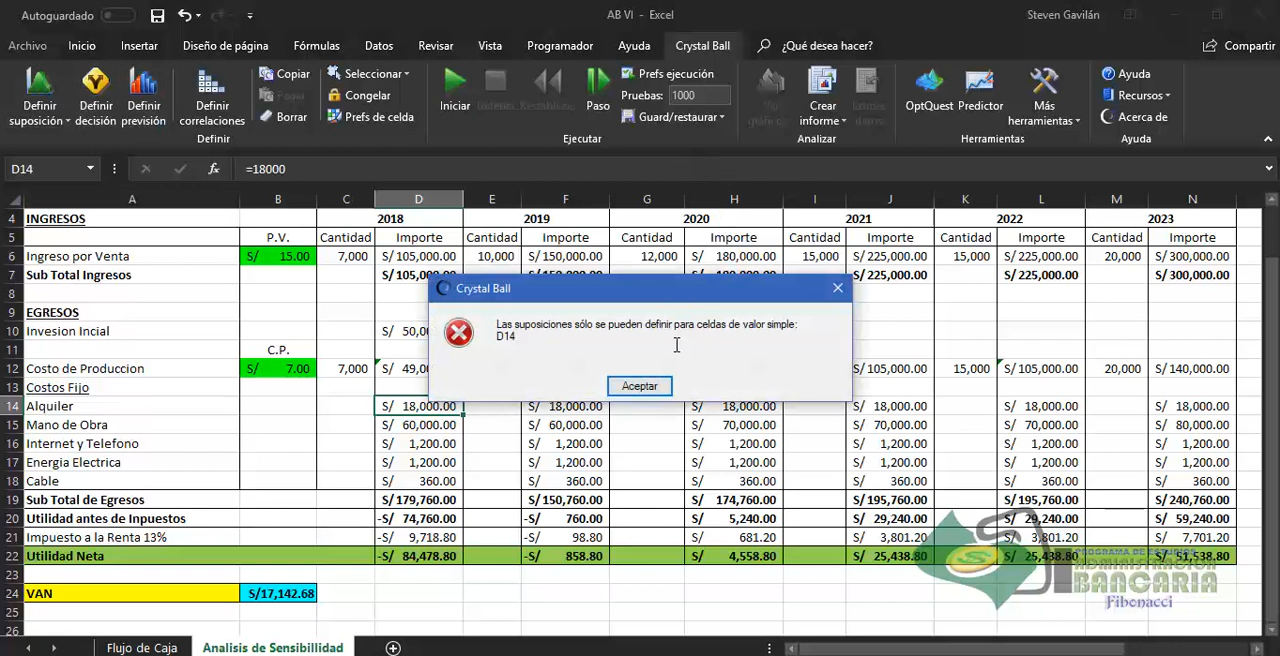 Autoguardado
AB VI - Excel
Steven Gavilán
Archivo Inicio Insertar Diseño de página Fórmulas Datos Revisar Vista Programador Ayuda Crystal Ball ¿Qué desea hacer? Compartir
Definir suposición
Definir decisión
Definir previsión
Definir correlaciones
Copiar
Pegar
Borrar
Seleccionar
Congelar
Prefs de celda
Definir
Iniciar
Paso
Prefs ejecución
Pruebas: 1000
Guard/restaurar
Ejecutar
Crear informe
Analizar
OptQuest
Predictor
Más herramientas
Herramientas
Ayuda
Recursos
Acerca de
Ayuda
D14 fx =18000
A B C D E F G H I J K L M N
4 INGRESOS 2018 2019 2020 2021 2022 2023
5 P.V. Cantidad Importe Cantidad Importe Cantidad Importe Cantidad Importe Cantidad Importe Cantidad Importe
6 Ingreso por Venta S/ 15.00 7,000 S/ 105,000.00 10,000 S/ 150,000.00 12,000 S/ 180,000.00 15,000 S/ 225,000.00 15,000 S/ 225,000.00 20,000 S/ 300,000.00
7 Sub Total Ingresos S/ 105,000. S/ 225,000.00 S/ 225,000.00 S/ 300,000.00
8
9 EGRESOS
10 Invesion Incial S/ 50,0
11 C.P.
12 Costo de Produccion S/ 7.00 7,000 S/ 49, S/ 105,000.00 15,000 S/ 105,000.00 20,000 S/ 140,000.00
13 Costos Fijo
14 Alquiler S/ 18,000.00 S/ 18,000.00 S/ 18,000.00 S/ 18,000.00 S/ 18,000.00 S/ 18,000.00
15 Mano de Obra S/ 60,000.00 S/ 60,000.00 S/ 70,000.00 S/ 70,000.00 S/ 70,000.00 S/ 80,000.00
16 Internet y Telefono S/ 1,200.00 S/ 1,200.00 S/ 1,200.00 S/ 1,200.00 S/ 1,200.00 S/ 1,200.00
17 Energia Electrica S/ 1,200.00 S/ 1,200.00 S/ 1,200.00 S/ 1,200.00 S/ 1,200.00 S/ 1,200.00
18 Cable S/ 360.00 S/ 360.00 S/ 360.00 S/ 360.00 S/ 360.00 S/ 360.00
19 Sub Total de Egresos S/ 179,760.00 S/ 150,760.00 S/ 174,760.00 S/ 195,760.00 S/ 195,760.00 S/ 240,760.00
20 Utilidad antes de Inpuestos -S/ 74,760.00 -S/ 760.00 S/ 5,240.00 S/ 29,240.00 S/ 29,240.00 S/ 59,240.00
21 Impuesto a la Renta 13% -S/ 9,718.80 -S/ 98.80 S/ 681.20 S/ 3,801.20 S/ 3,801.20 S/ 7,701.20
22 Utilidad Neta -S/ 84,478.80 -S/ 858.80 S/ 4,558.80 S/ 25,438.80 S/ 25,438.80 S/ 51,538.80
23
24 VAN S/17,142.68
25
26
Crystal Ball
Las suposiciones sólo se pueden definir para celdas de valor simple:
D14
Aceptar
PROGRAMA DE ESTUDIOS
ADMINISTRACIÓN
BANCARIA
Fibonacci
Flujo de Caja Analisis de Sensibillidad